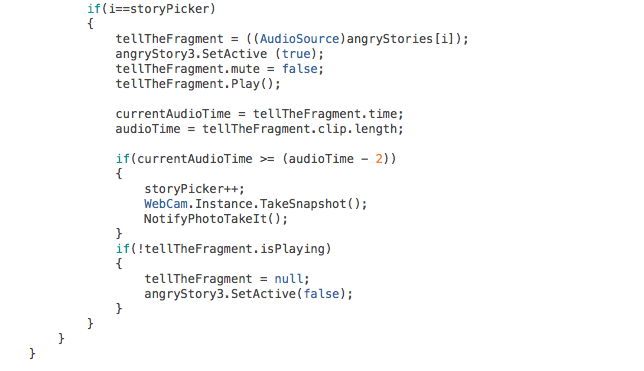 if(i==storyPicker)
{
tellTheFragment = ((AudioSource)angryStories[i]);
angryStory3.SetActive (true);
tellTheFragment.mute = false;
tellTheFragment.Play();
currentAudioTime = tellTheFragment.time;
audioTime = tellTheFragment.clip.length;
if(currentAudioTime >= (audioTime - 2))
{
storyPicker++;
WebCam.Instance.TakeSnapshot();
NotifyPhotoTakeIt();
}
if(!tellTheFragment.isPlaying)
{
tellTheFragment = null;
angryStory3.SetActive(false);
}
}
}
}